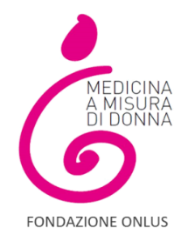 MEDICINA
A MISURA
DI DONNA
FONDAZIONE ONLUS